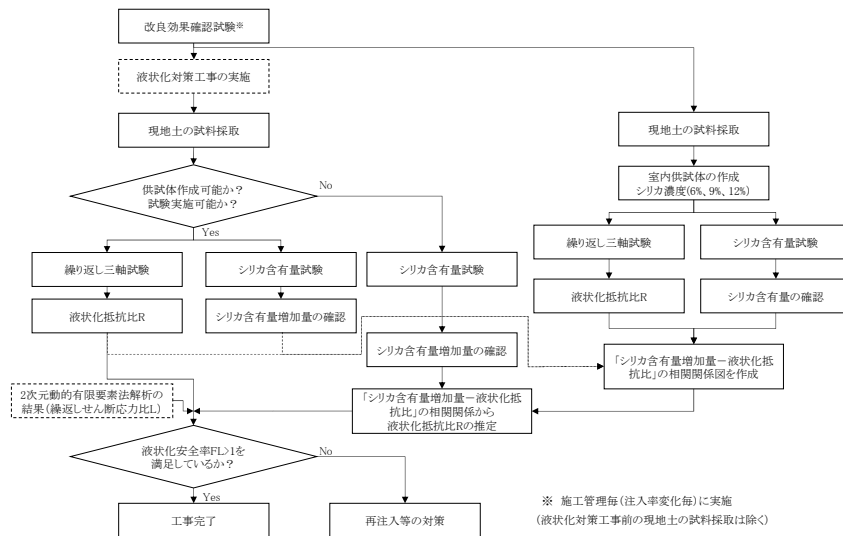 改良効果確認試験※
液状化対策工事の実施
現地土の試料採取
供試体作成可能か?
試験実施可能か?
No
Yes
繰り返し三軸試験
シリカ含有量試験
シリカ含有量試験
液状化抵抗比R
シリカ含有量増加量の確認
シリカ含有量増加量の確認
現地土の試料採取
室内供試体の作成
シリカ濃度(6%、9%、12%)
繰り返し三軸試験
シリカ含有量試験
液状化抵抗比R
シリカ含有量の確認
「シリカ含有量増加量-液状化抵
抗比」の相関関係図を作成
2次元動的有限要素法解析の
結果(繰返しせん断応力比L)
「シリカ含有量増加量-液状化抵
抗比」の相関関係から
液状化抵抗比Rの推定
液状化安全率FL>1を
満足しているか?
No
Yes
工事完了
再注入等の対策
※ 施工管理毎(注入率変化毎)に実施
(液状化対策工事前の現地土の試料採取は除く)